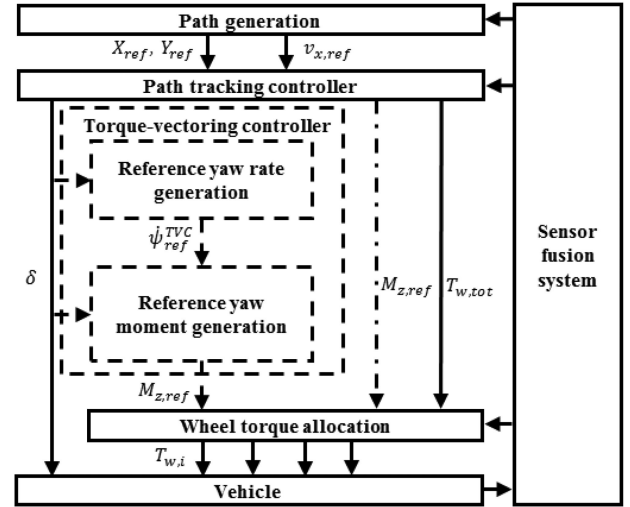 Path generation
X_ref, Y_ref
v_x,ref
Path tracking controller
Torque-vectoring controller
Reference yaw rate
generation
ψ̇_ref^TVC
δ
Reference yaw
moment generation
M_z,ref
T_w,tot
M_z,ref
Wheel torque allocation
T_w,i
Vehicle
Sensor
fusion
system